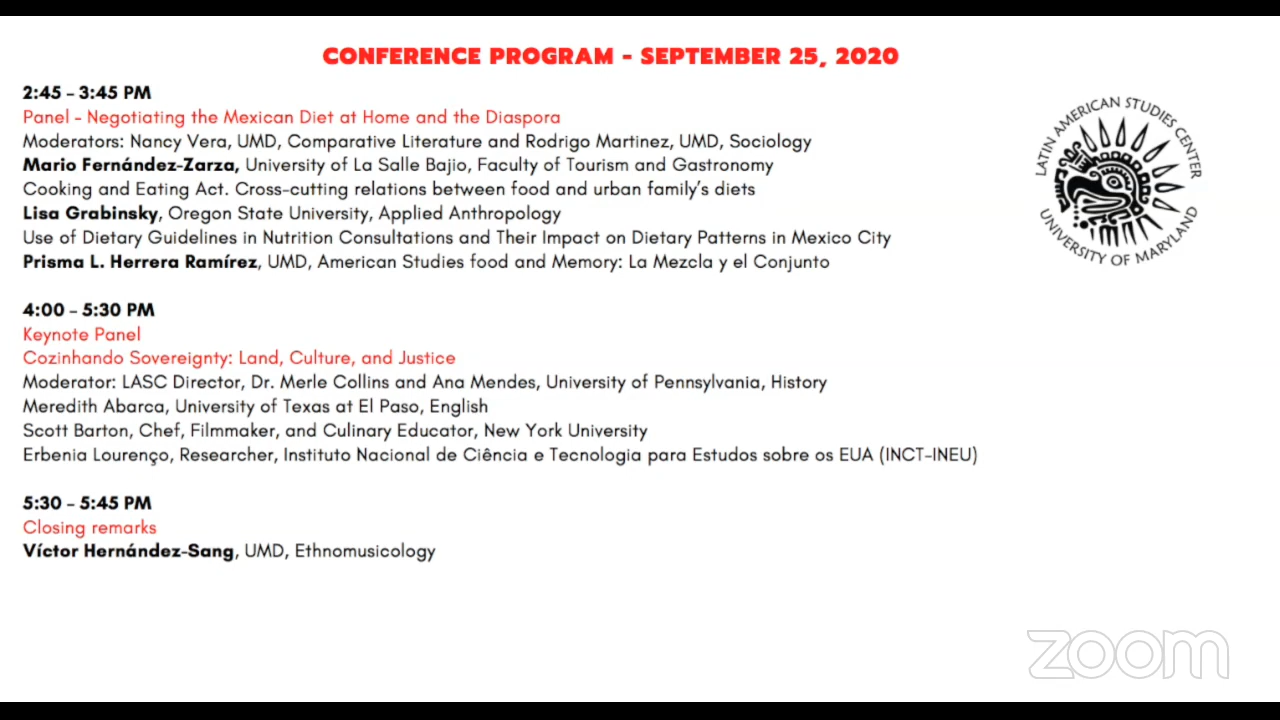 CONFERENCE PROGRAM - SEPTEMBER 25, 2020
2:45 – 3:45 PM
Panel - Negotiating the Mexican Diet at Home and the Diaspora
Moderators: Nancy Vera, UMD, Comparative Literature and Rodrigo Martinez, UMD, Sociology
Mario Fernández-Zarza, University of La Salle Bajio, Faculty of Tourism and Gastronomy
Cooking and Eating Act. Cross-cutting relations between food and urban family's diets
Lisa Grabinsky, Oregon State University, Applied Anthropology
Use of Dietary Guidelines in Nutrition Consultations and Their Impact on Dietary Patterns in Mexico City
Prisma L. Herrera Ramírez, UMD, American Studies food and Memory: La Mezcla y el Conjunto
4:00 – 5:30 PM
Keynote Panel
Cozinhando Sovereignty: Land, Culture, and Justice
Moderator: LASC Director, Dr. Merle Collins and Ana Mendes, University of Pennsylvania, History
Meredith Abarca, University of Texas at El Paso, English
Scott Barton, Chef, Filmmaker, and Culinary Educator, New York University
Erbenia Lourenço, Researcher, Instituto Nacional de Ciência e Tecnologia para Estudos sobre os EUA (INCT-INEU)
5:30 – 5:45 PM
Closing remarks
Víctor Hernández-Sang, UMD, Ethnomusicology
LATIN AMERICAN STUDIES CENTER
UNIVERSITY OF MARYLAND
zoom